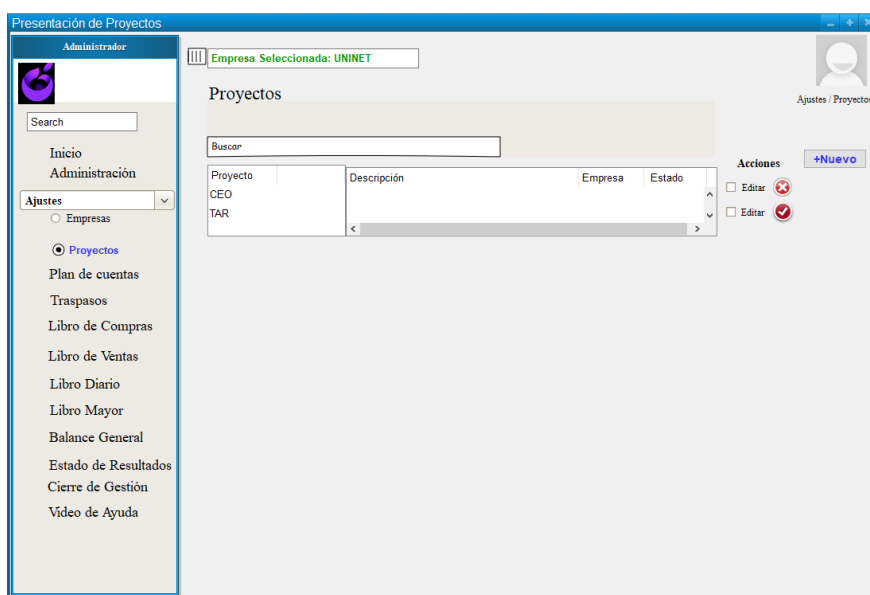 Presentación de Proyectos
Administrador
Search
Inicio
Administración
Ajustes
Empresas
Proyectos
Plan de cuentas
Traspasos
Libro de Compras
Libro de Ventas
Libro Diario
Libro Mayor
Balance General
Estado de Resultados
Cierre de Gestión
Video de Ayuda
Empresa Seleccionada: UNINET
Ajustes / Proyectos
Proyectos
Buscar
+Nuevo
Proyecto Descripción Empresa Estado Acciones
CEO Editar
TAR Editar